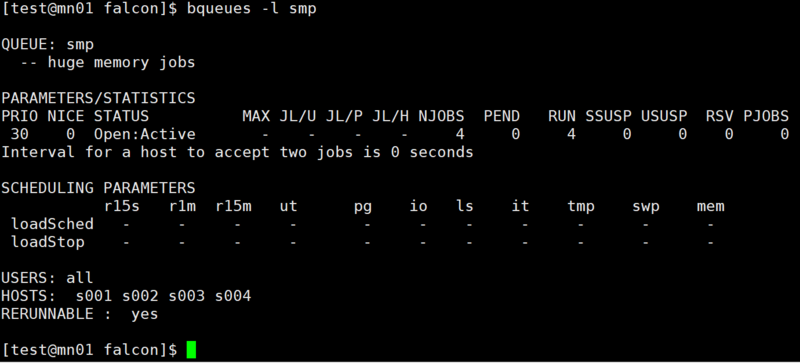 [test@mn01 falcon]$ bqueues -l smp
QUEUE: smp
-- huge memory jobs
PARAMETERS/STATISTICS
PRIO NICE STATUS MAX JL/U JL/P JL/H NJOBS PEND RUN SSUSP USUSP RSV PJOBS
30 0 Open:Active - - - - 4 0 4 0 0 0 0
Interval for a host to accept two jobs is 0 seconds
SCHEDULING PARAMETERS
r15s r1m r15m ut pg io ls it tmp swp mem
loadSched - - - - - - - - - - -
loadStop - - - - - - - - - - -
USERS: all
HOSTS: s001 s002 s003 s004
RERUNNABLE : yes
[test@mn01 falcon]$